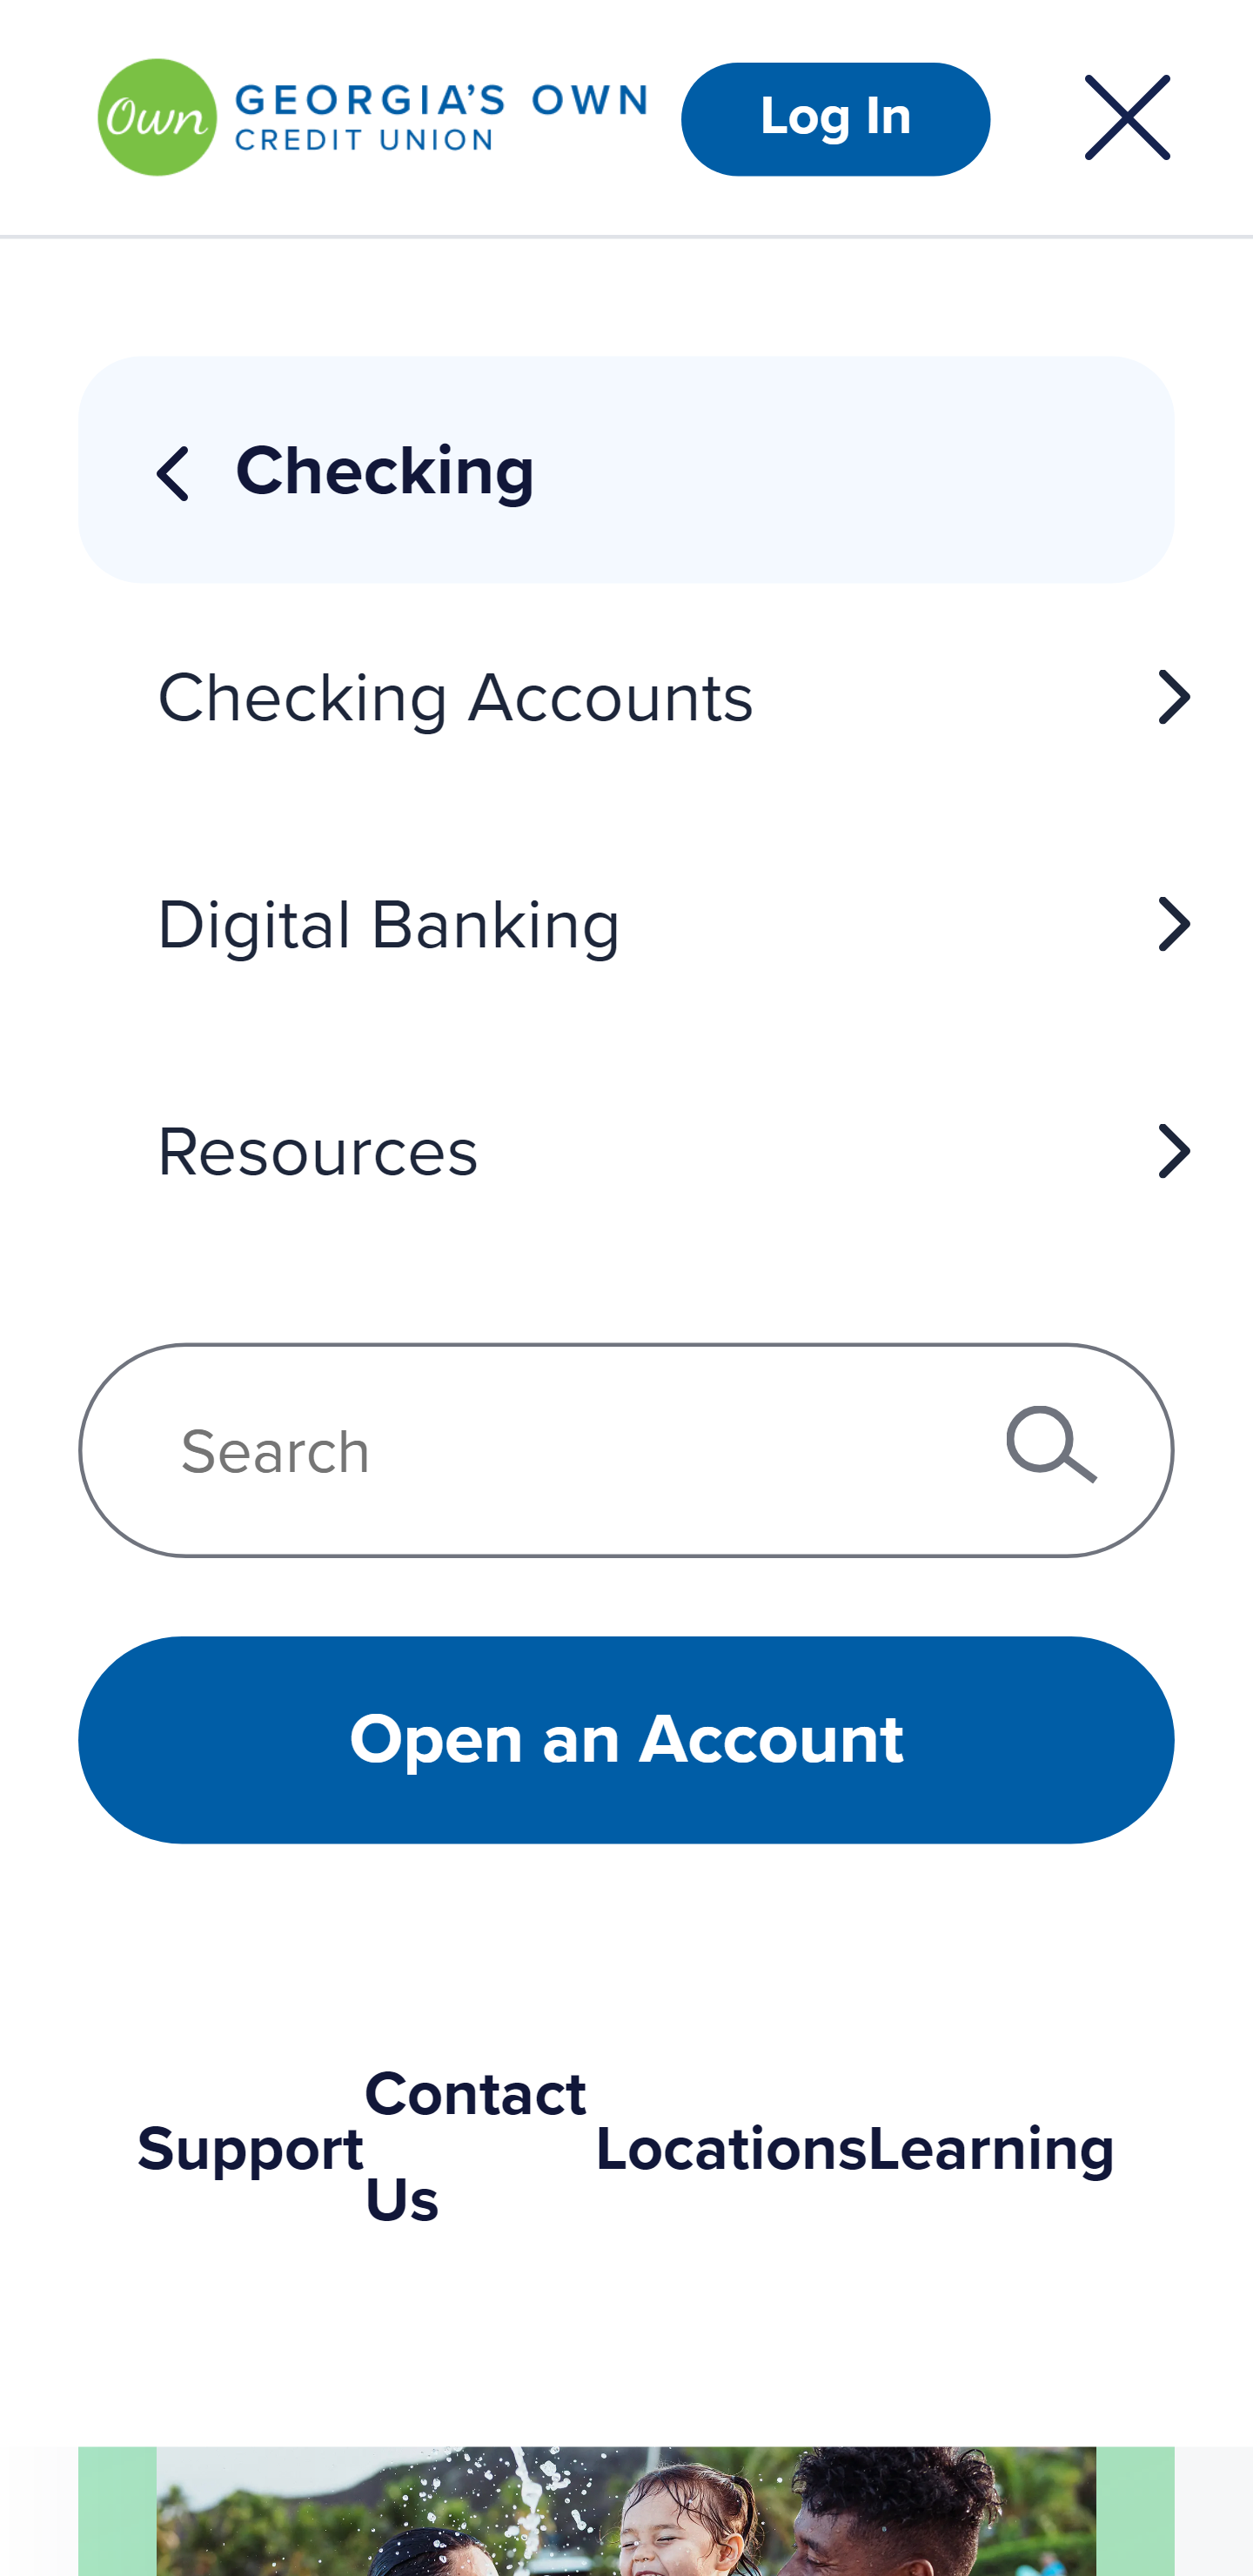 Own
GEORGIA'S OWN
CREDIT UNION
Log In
Checking
Checking Accounts
Digital Banking
Resources
Search
Open an Account
Support
Contact
Us
Locations
Learning